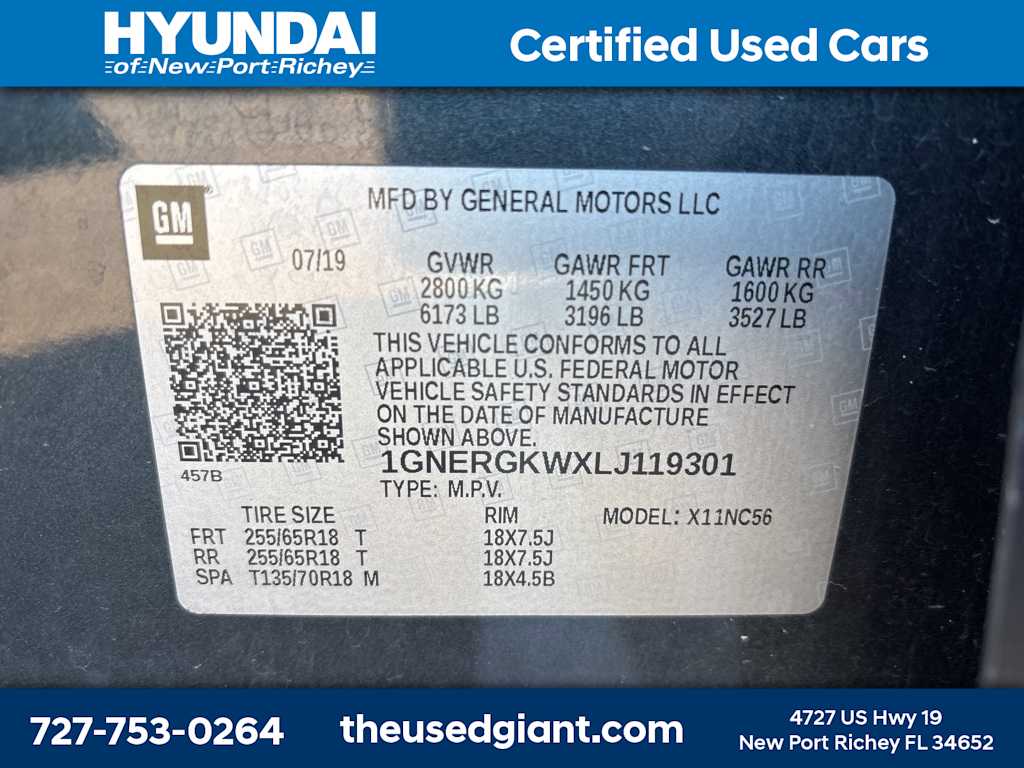 HYUNDAI
of New Port Richey
Certified Used Cars
GM
MFD BY GENERAL MOTORS LLC
07/19 GVWR GAWR FRT GAWR RR
2800 KG 1450 KG 1600 KG
6173 LB 3196 LB 3527 LB
THIS VEHICLE CONFORMS TO ALL
APPLICABLE U.S. FEDERAL MOTOR
VEHICLE SAFETY STANDARDS IN EFFECT
ON THE DATE OF MANUFACTURE
SHOWN ABOVE.
457B
1GNERGKWXLJ119301
TYPE: M.P.V.
TIRE SIZE RIM MODEL: X11NC56
FRT 255/65R18 T 18X7.5J
RR 255/65R18 T 18X7.5J
SPA T135/70R18 M 18X4.5B
727-753-0264
theusedgiant.com
4727 US Hwy 19
New Port Richey FL 34652